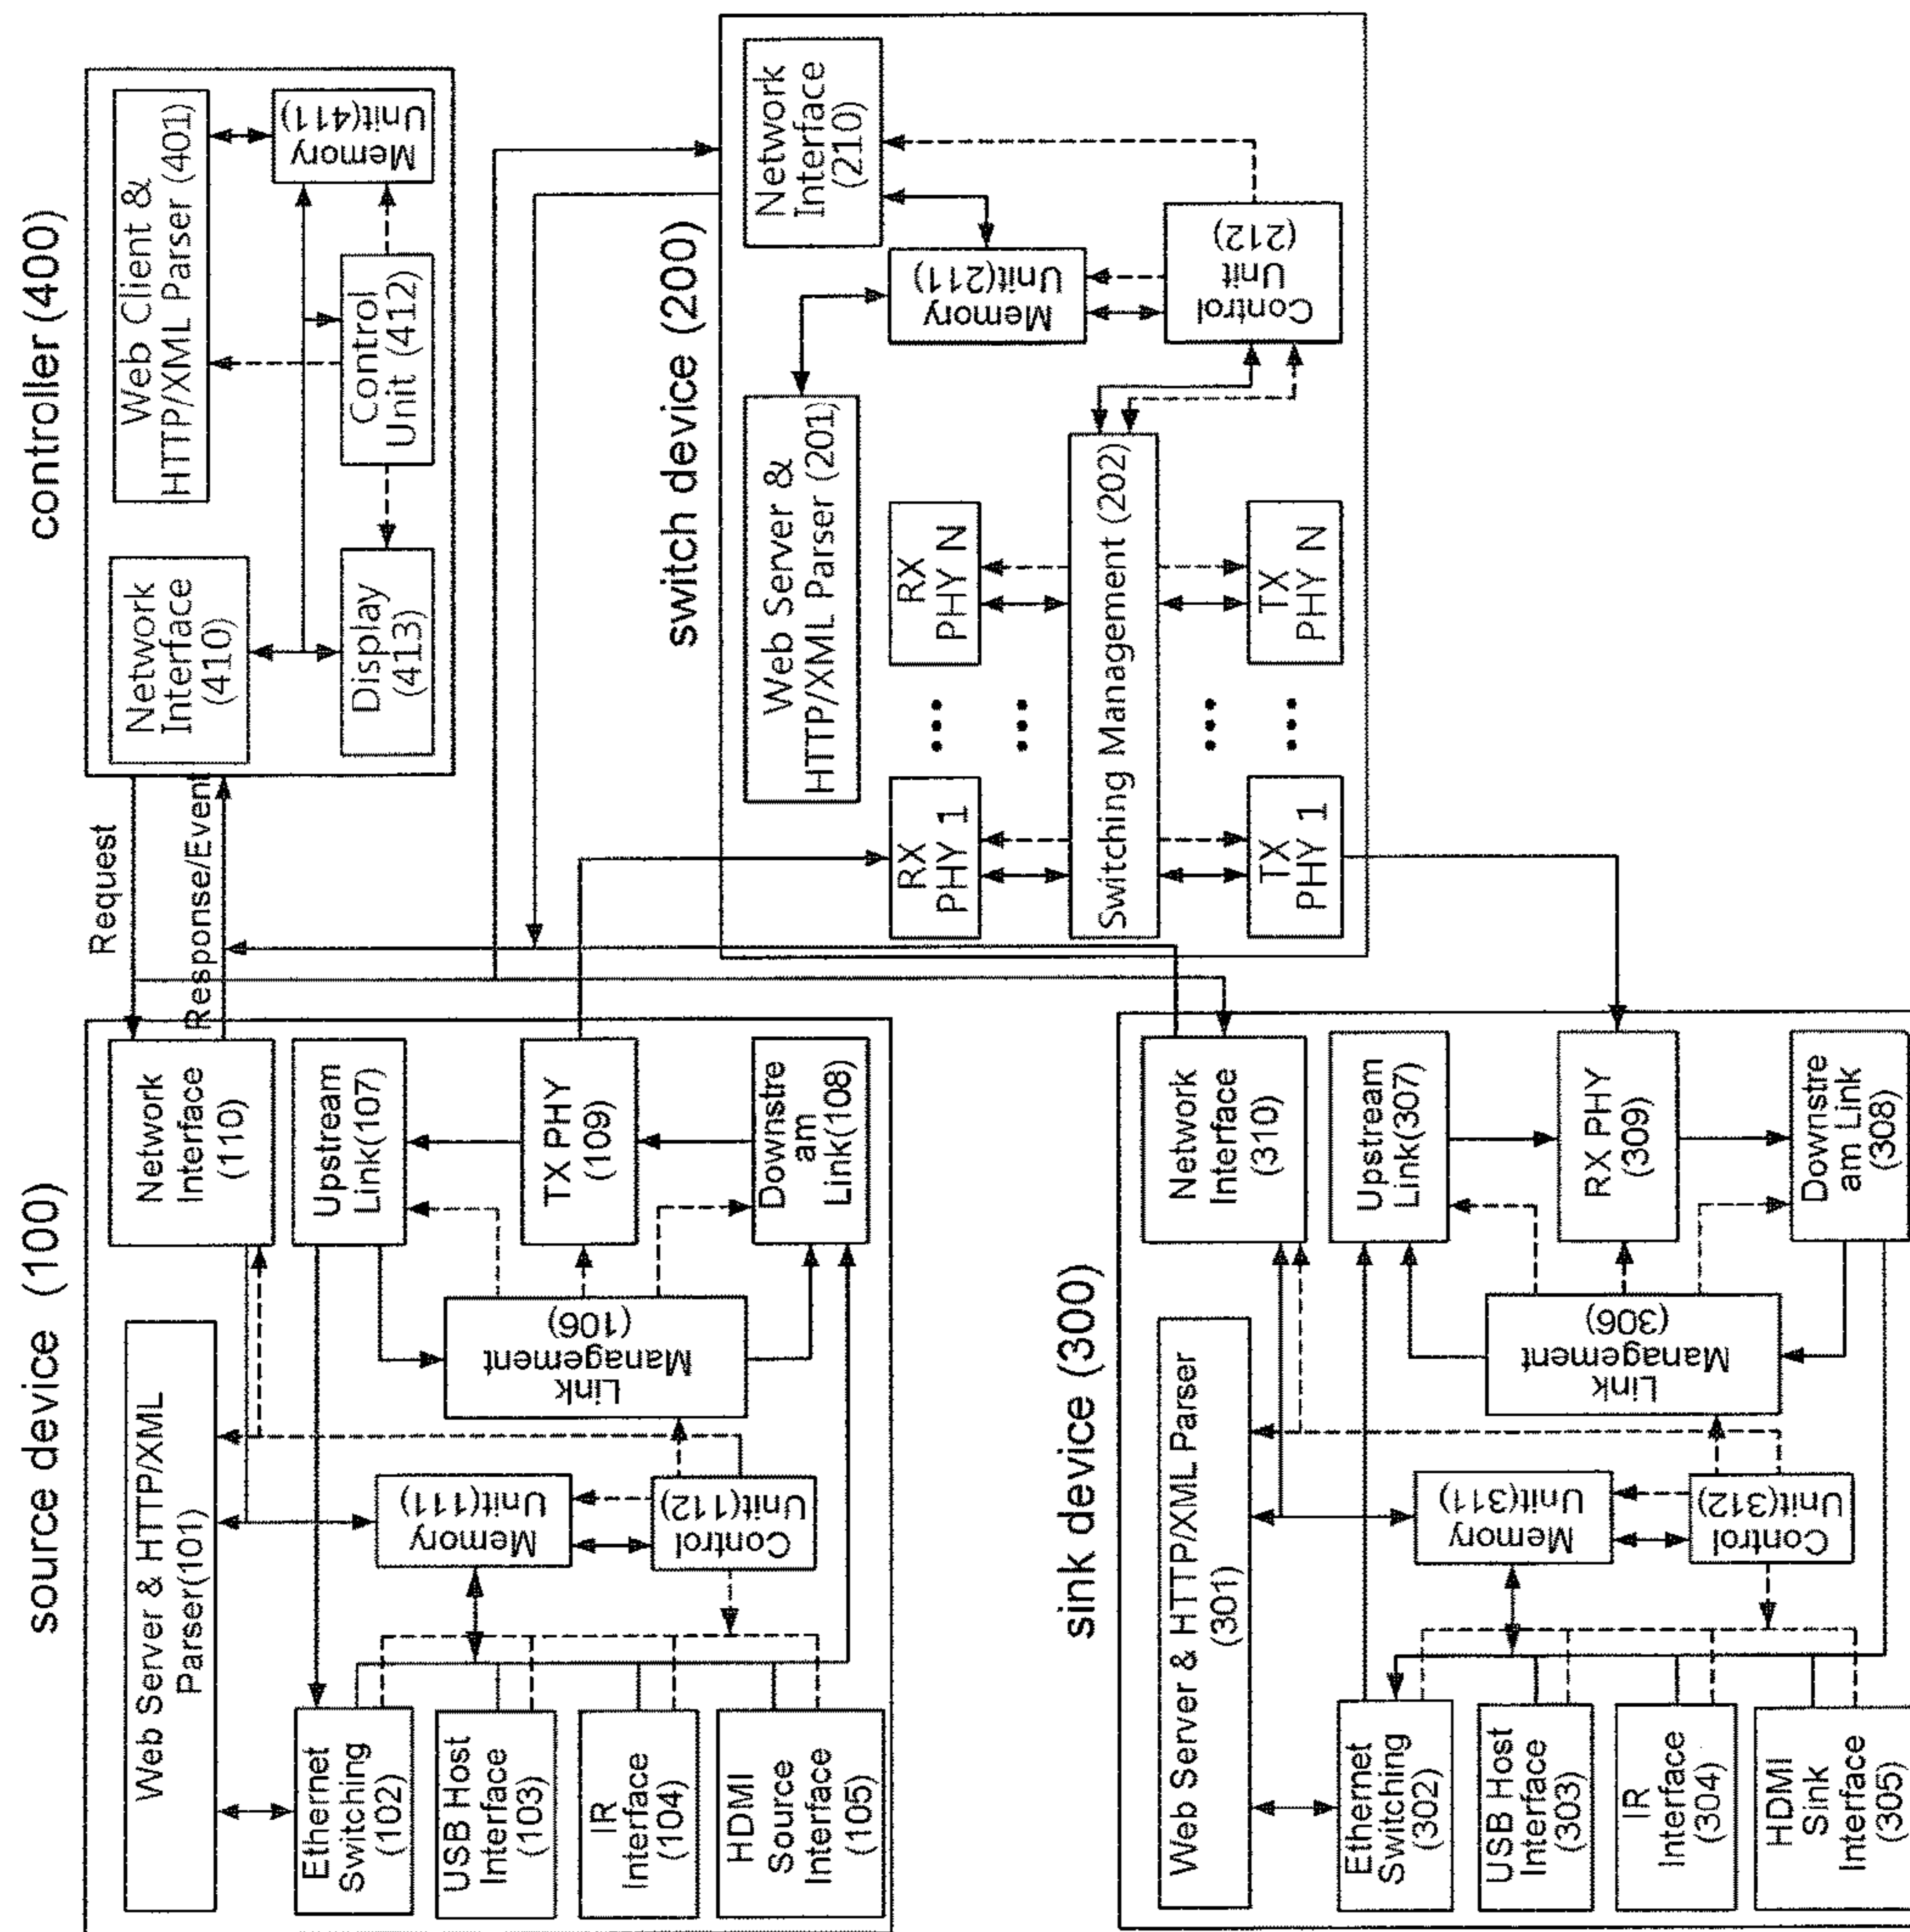 source device (100)
Web Server & HTTP/XML
Parser(101)
Ethernet
Switching
(102)
USB Host
Interface
(103)
IR
Interface
(104)
HDMI
Source
Interface
(105)
Memory
Unit(111)
Control
Unit(112)
Link
Management
(106)
Network
Interface
(110)
Upstream
Link(107)
TX PHY
(109)
Downstre
am
Link(108)
Request
Response/Event
controller (400)
Network
Interface
(410)
Display
(413)
Web Client &
HTTP/XML Parser (401)
Control
Unit (412)
Memory
Unit(411)
sink device (300)
Web Server & HTTP/XML Parser
(301)
Ethernet
Switching
(302)
USB Host
Interface
(303)
IR
Interface
(304)
HDMI
Sink
Interface
(305)
Memory
Unit(311)
Control
Unit(312)
Link
Management
(306)
Network
Interface
(310)
Upstream
Link(307)
RX PHY
(309)
Downstre
am Link
(308)
switch device (200)
Web Server &
HTTP/XML Parser (201)
Network
Interface
(210)
Memory
Unit(211)
Control
Unit
(212)
RX
PHY 1
RX
PHY N
Switching Management (202)
TX
PHY 1
TX
PHY N